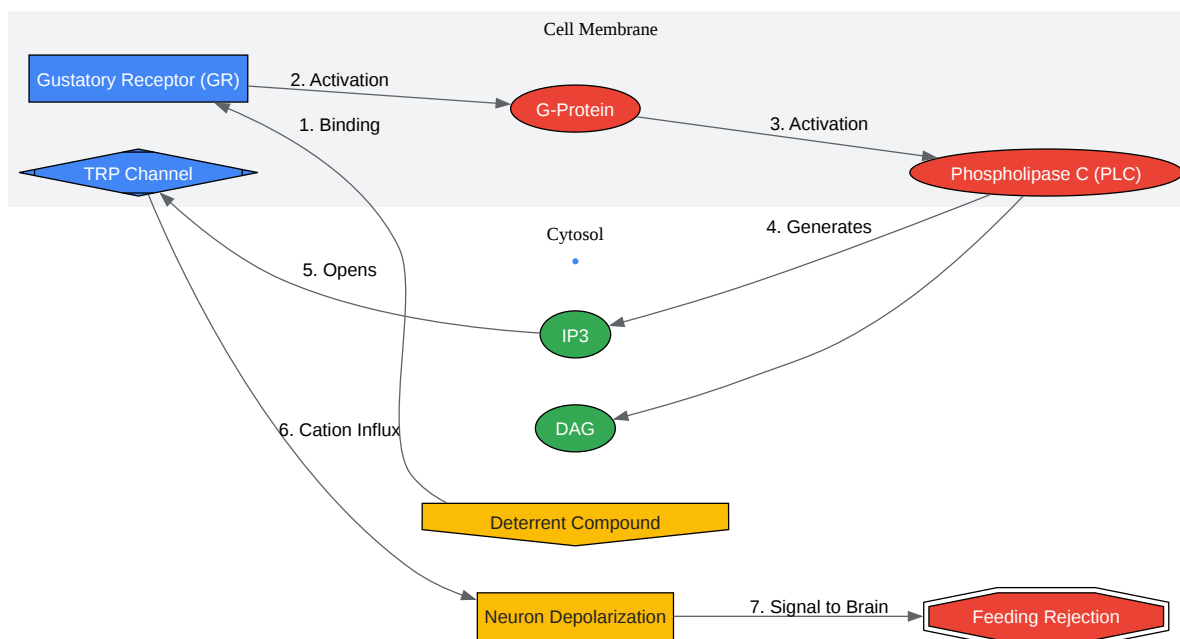 Cell Membrane
Gustatory Receptor (GR)
2. Activation
G-Protein
1. Binding
3. Activation
TRP Channel
Phospholipase C (PLC)
4. Generates
Cytosol
5. Opens
IP3
DAG
6. Cation Influx
Deterrent Compound
Neuron Depolarization
7. Signal to Brain
Feeding Rejection